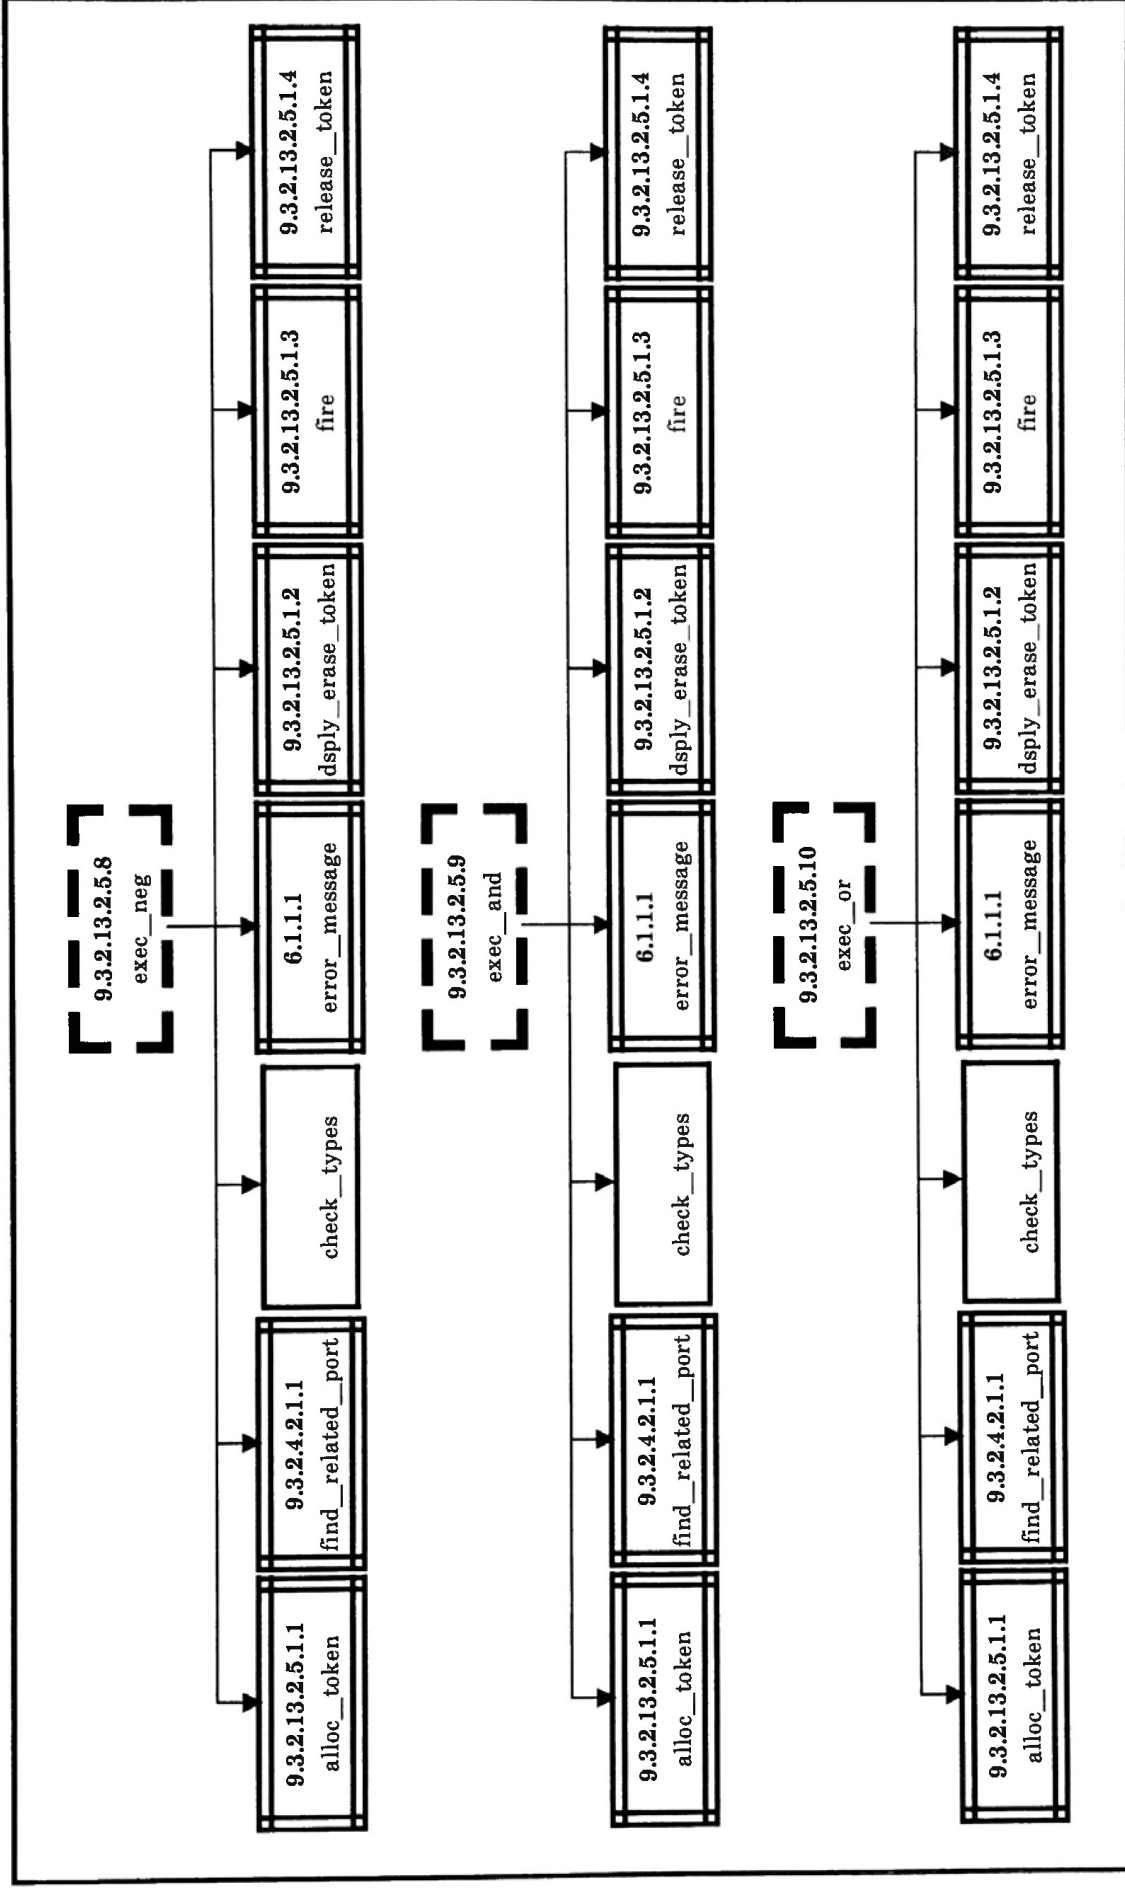 9.3.2.13.2.5.8
exec__neg
9.3.2.13.2.5.1.1
alloc__token
9.3.2.4.2.1.1
find__related__port
check__types
6.1.1.1
error__message
9.3.2.13.2.5.1.2
dsply_erase_token
9.3.2.13.2.5.1.3
fire
9.3.2.13.2.5.1.4
release__token
9.3.2.13.2.5.9
exec__and
9.3.2.13.2.5.1.1
alloc__token
9.3.2.4.2.1.1
find__related__port
check__types
6.1.1.1
error__message
9.3.2.13.2.5.1.2
dsply_erase_token
9.3.2.13.2.5.1.3
fire
9.3.2.13.2.5.1.4
release__token
9.3.2.13.2.5.10
exec__or
9.3.2.13.2.5.1.1
alloc__token
9.3.2.4.2.1.1
find__related__port
check__types
6.1.1.1
error__message
9.3.2.13.2.5.1.2
dsply_erase_token
9.3.2.13.2.5.1.3
fire
9.3.2.13.2.5.1.4
release__token